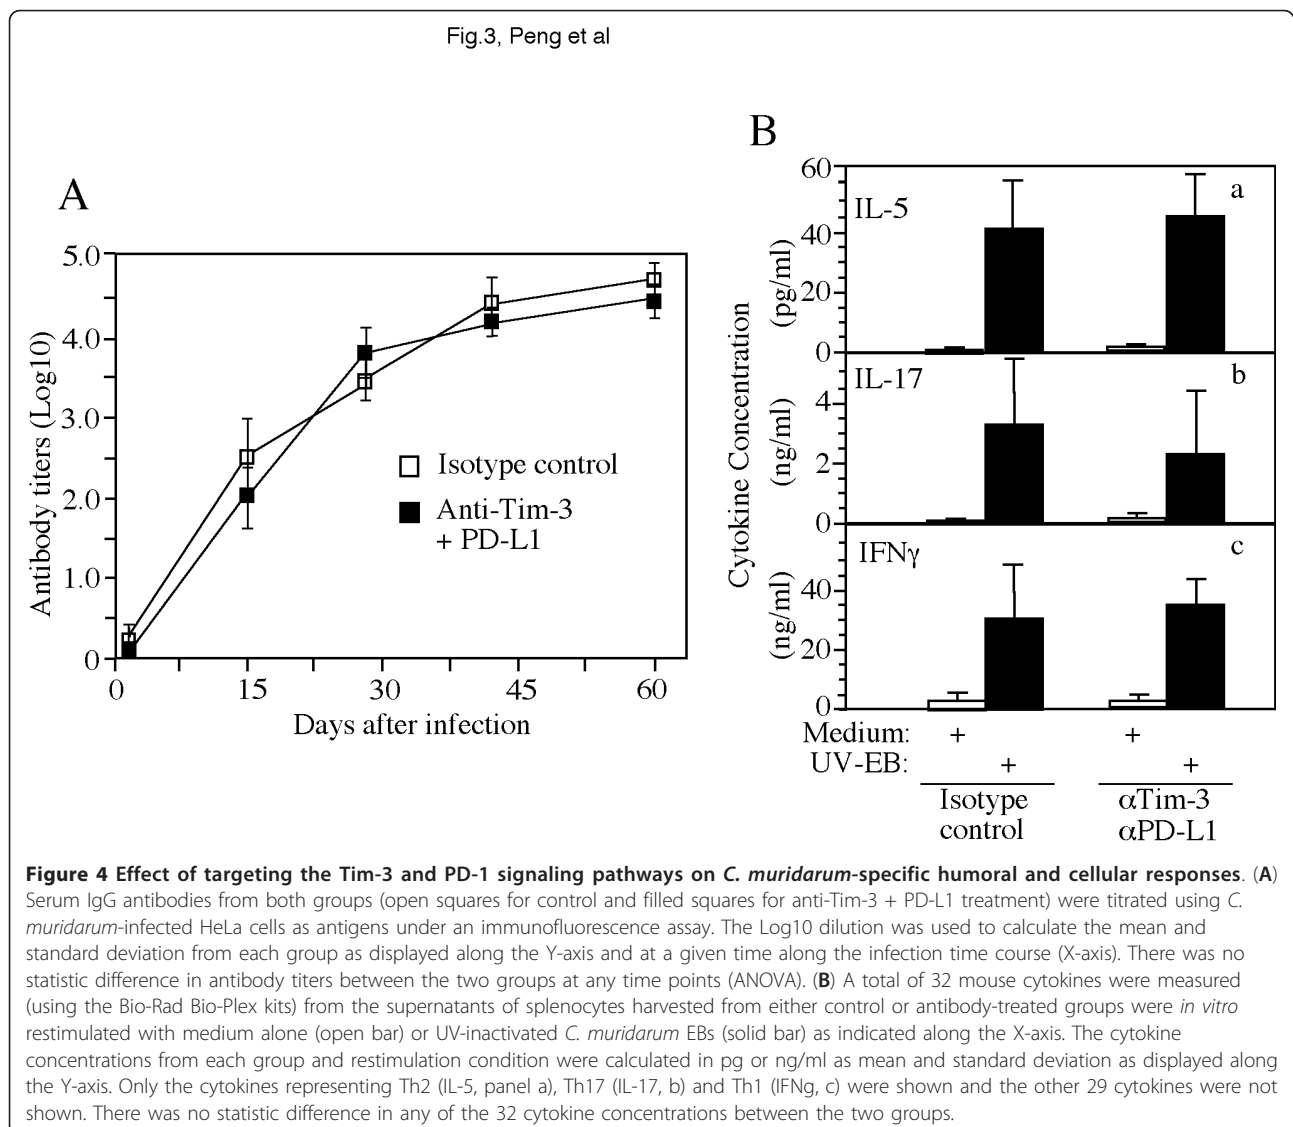 Fig.3, Peng et al
A
5.0
4.0
3.0
2.0
1.0
0
Antibody titers (Log10)
Isotype control
Anti-Tim-3
+ PD-L1
0 15 30 45 60
Days after infection
B
Cytokine Concentration
60
40
20
0
(pg/ml)
IL-5
a
4
2
0
(ng/ml)
IL-17
b
40
20
0
(ng/ml)
IFNγ
c
Medium: + +
UV-EB: + +
Isotype
control
αTim-3
αPD-L1
Figure 4 Effect of targeting the Tim-3 and PD-1 signaling pathways on C. muridarum-specific humoral and cellular responses. (A)
Serum IgG antibodies from both groups (open squares for control and filled squares for anti-Tim-3 + PD-L1 treatment) were titrated using C.
muridarum-infected HeLa cells as antigens under an immunofluorescence assay. The Log10 dilution was used to calculate the mean and
standard deviation from each group as displayed along the Y-axis and at a given time along the infection time course (X-axis). There was no
statistic difference in antibody titers between the two groups at any time points (ANOVA). (B) A total of 32 mouse cytokines were measured
(using the Bio-Rad Bio-Plex kits) from the supernatants of splenocytes harvested from either control or antibody-treated groups were in vitro
restimulated with medium alone (open bar) or UV-inactivated C. muridarum EBs (solid bar) as indicated along the X-axis. The cytokine
concentrations from each group and restimulation condition were calculated in pg or ng/ml as mean and standard deviation as displayed along
the Y-axis. Only the cytokines representing Th2 (IL-5, panel a), Th17 (IL-17, b) and Th1 (IFNg, c) were shown and the other 29 cytokines were not
shown. There was no statistic difference in any of the 32 cytokine concentrations between the two groups.